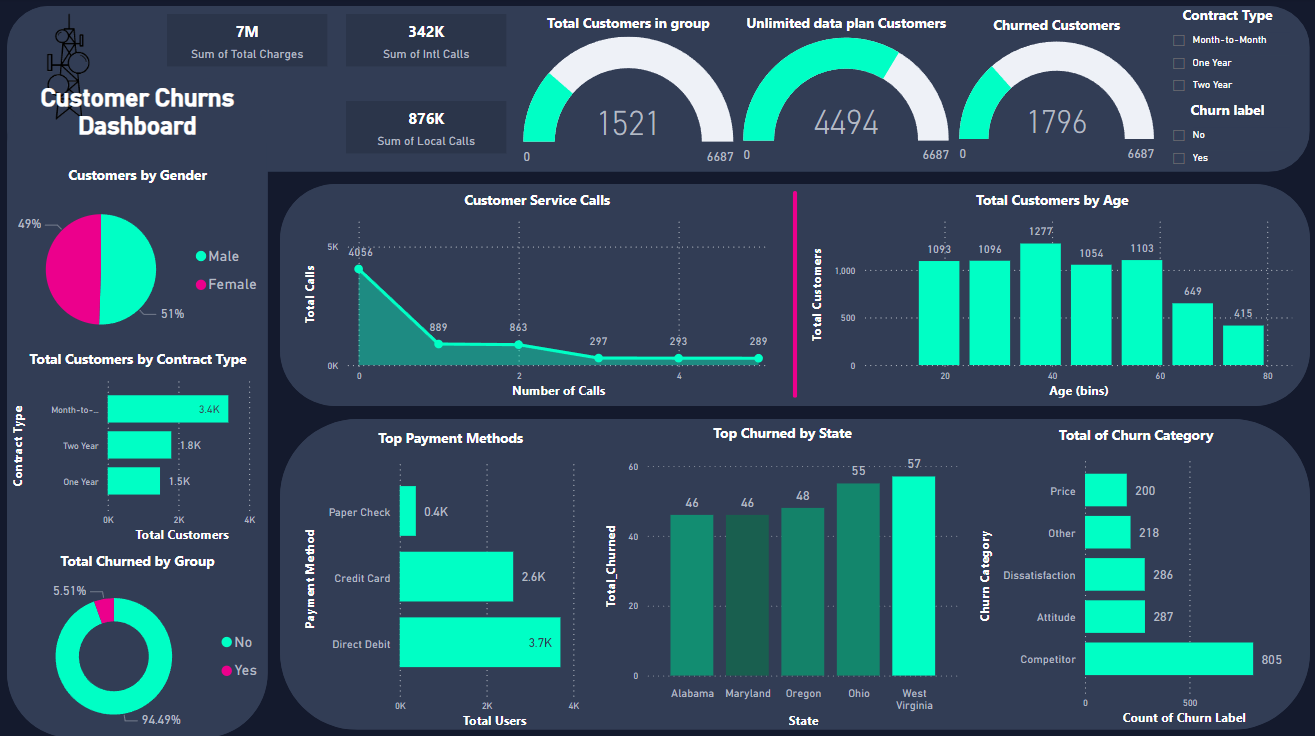 Customer Churns
Dashboard
7M
Sum of Total Charges
342K
Sum of Intl Calls
876K
Sum of Local Calls
Total Customers in group
1521
0
6687
Unlimited data plan Customers
4494
0
6687
Churned Customers
1796
0
6687
Contract Type
Month-to-Month
One Year
Two Year
Churn label
No
Yes
Customers by Gender
49%
51%
Male
Female
Total Customers by Contract Type
Contract Type
Month-to-...
3.4K
Two Year
1.8K
One Year
1.5K
0K
2K
4K
Total Customers
Total Churned by Group
5.51%
94.49%
No
Yes
Customer Service Calls
Total Calls
5K
0K
4056
889
863
297
293
289
0
2
4
Number of Calls
Total Customers by Age
Total Customers
1,000
500
0
1093
1096
1277
1054
1103
649
415
20
40
60
80
Age (bins)
Top Payment Methods
Payment Method
Paper Check
0.4K
Credit Card
2.6K
Direct Debit
3.7K
0K
2K
4K
Total Users
Top Churned by State
Total_Churned
60
40
20
0
46
46
48
55
57
Alabama
Maryland
Oregon
Ohio
West
Virginia
State
Total of Churn Category
Churn Category
Price
200
Other
218
Dissatisfaction
286
Attitude
287
Competitor
805
0
500
Count of Churn Label